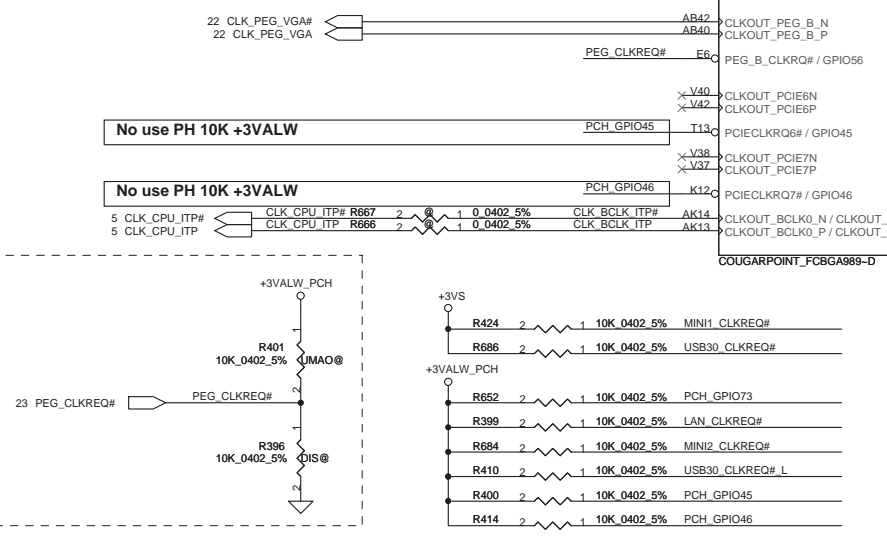 22 CLK_PEG_VGA# AB42 CLKOUT_PEG_B_N
22 CLK_PEG_VGA AB40 CLKOUT_PEG_B_P
PEG_CLKREQ# E6 PEG_B_CLKRQ# / GPIO56
V40 CLKOUT_PCIE6N
V42 CLKOUT_PCIE6P
No use PH 10K +3VALW PCH_GPIO45 T13 PCIECLKRQ6# / GPIO45
V38 CLKOUT_PCIE7N
V37 CLKOUT_PCIE7P
No use PH 10K +3VALW PCH_GPIO46 K12 PCIECLKRQ7# / GPIO46
5 CLK_CPU_ITP# CLK_CPU_ITP# R667 2 @ 1 0_0402_5% CLK_BCLK_ITP# AK14 CLKOUT_BCLK0_N / CLKOUT_
5 CLK_CPU_ITP CLK_CPU_ITP R666 2 @ 1 0_0402_5% CLK_BCLK_ITP AK13 CLKOUT_BCLK0_P / CLKOUT_
COUGARPOINT_FCBGA989~D
+3VALW_PCH
1
R401
10K_0402_5% UMAO@
2
23 PEG_CLKREQ# PEG_CLKREQ#
1
R396
10K_0402_5% DIS@
2
+3VS
R424 2 1 10K_0402_5% MINI1_CLKREQ#
R686 2 1 10K_0402_5% USB30_CLKREQ#
+3VALW_PCH
R652 2 1 10K_0402_5% PCH_GPIO73
R399 2 1 10K_0402_5% LAN_CLKREQ#
R684 2 1 10K_0402_5% MINI2_CLKREQ#
R410 2 1 10K_0402_5% USB30_CLKREQ#_L
R400 2 1 10K_0402_5% PCH_GPIO45
R414 2 1 10K_0402_5% PCH_GPIO46